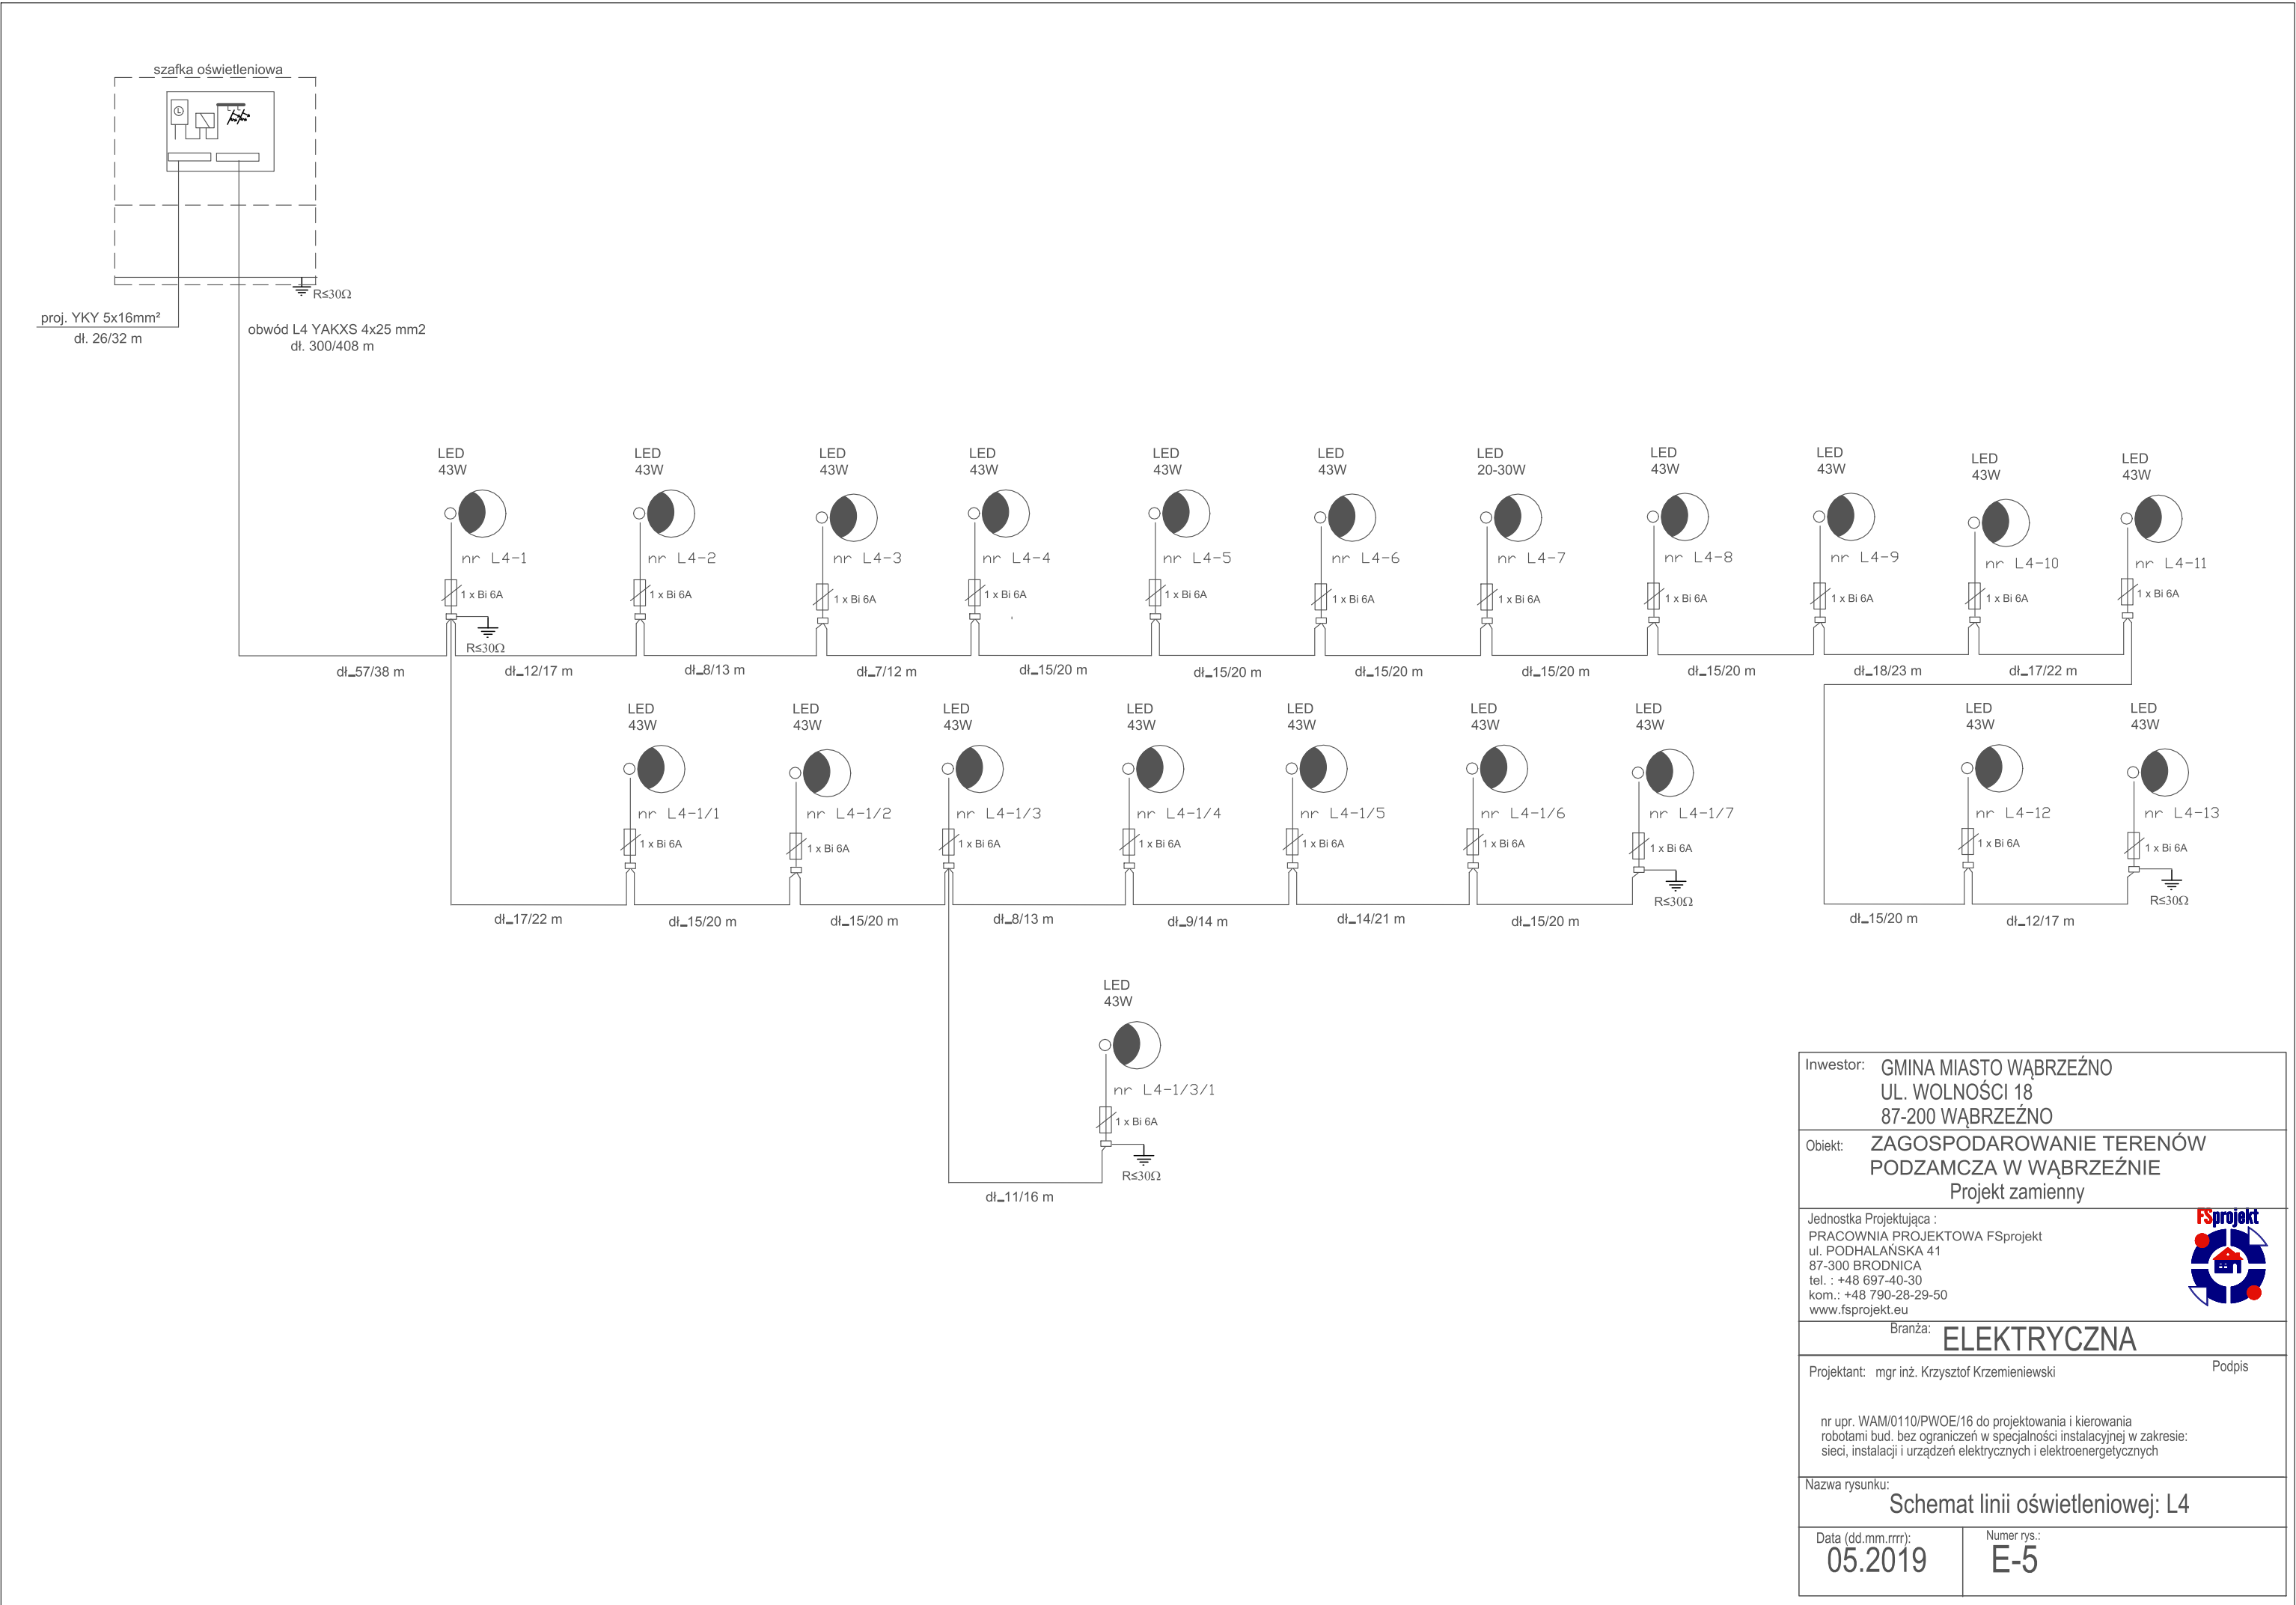 szafka oświetleniowa
L
L L
R≤30Ω
proj. YKY 5x16mm²
dł. 26/32 m
obwód L4 YAKXS 4x25 mm2
dł. 300/408 m
LED
43W
nr L4-1
1 x Bi 6A
R≤30Ω
LED
43W
nr L4-2
1 x Bi 6A
LED
43W
nr L4-3
1 x Bi 6A
LED
43W
nr L4-4
1 x Bi 6A
LED
43W
nr L4-5
1 x Bi 6A
LED
43W
nr L4-6
1 x Bi 6A
LED
20-30W
nr L4-7
1 x Bi 6A
LED
43W
nr L4-8
1 x Bi 6A
LED
43W
nr L4-9
1 x Bi 6A
LED
43W
nr L4-10
1 x Bi 6A
LED
43W
nr L4-11
1 x Bi 6A
dł_57/38 m
dł_12/17 m
dł_8/13 m
dł_7/12 m
dł_15/20 m
dł_15/20 m
dł_15/20 m
dł_15/20 m
dł_15/20 m
dł_18/23 m
dł_17/22 m
LED
43W
nr L4-1/1
1 x Bi 6A
LED
43W
nr L4-1/2
1 x Bi 6A
LED
43W
nr L4-1/3
1 x Bi 6A
LED
43W
nr L4-1/4
1 x Bi 6A
LED
43W
nr L4-1/5
1 x Bi 6A
LED
43W
nr L4-1/6
1 x Bi 6A
LED
43W
nr L4-1/7
1 x Bi 6A
R≤30Ω
LED
43W
nr L4-12
1 x Bi 6A
LED
43W
nr L4-13
1 x Bi 6A
R≤30Ω
dł_17/22 m
dł_15/20 m
dł_15/20 m
dł_8/13 m
dł_9/14 m
dł_14/21 m
dł_15/20 m
dł_15/20 m
dł_12/17 m
LED
43W
nr L4-1/3/1
1 x Bi 6A
R≤30Ω
dł_11/16 m
Inwestor: GMINA MIASTO WĄBRZEŹNO
UL. WOLNOŚCI 18
87-200 WĄBRZEŹNO
Obiekt: ZAGOSPODAROWANIE TERENÓW
PODZAMCZA W WĄBRZEŹNIE
Projekt zamienny
Jednostka Projektująca :
PRACOWNIA PROJEKTOWA FSprojekt
ul. PODHALAŃSKA 41
87-300 BRODNICA
tel. : +48 697-40-30
kom.: +48 790-28-29-50
www.fsprojekt.eu
FSprojekt
Branża: ELEKTRYCZNA
Projektant: mgr inż. Krzysztof Krzemieniewski
Podpis
nr upr. WAM/0110/PWOE/16 do projektowania i kierowania
robotami bud. bez ograniczeń w specjalności instalacyjnej w zakresie:
sieci, instalacji i urządzeń elektrycznych i elektroenergetycznych
Nazwa rysunku:
Schemat linii oświetleniowej: L4
Data (dd.mm.rrrr):
05.2019
Numer rys.:
E-5